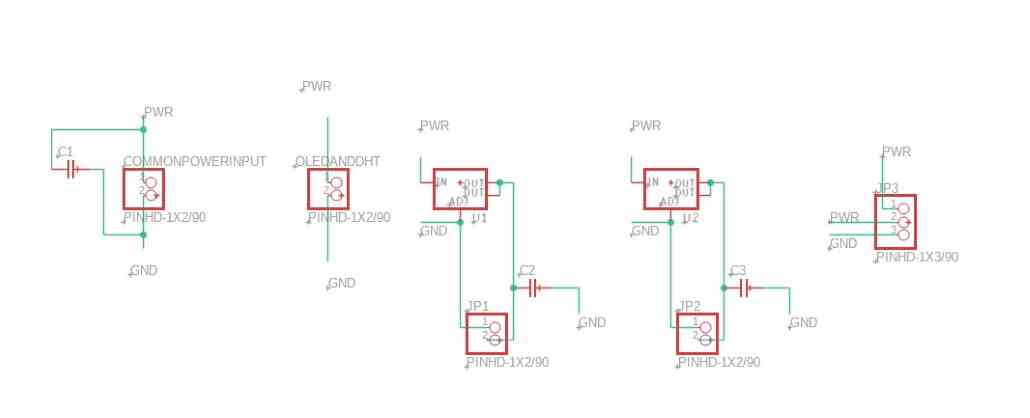 PWR
C1
COMMONPOWERINPUT
1
2
PINHD-1X2/90
GND
PWR
OLEDANDDHT
1
2
PINHD-1X2/90
GND
PWR
IN
OUT
OUT
ADJ
U1
GND
C2
GND
JP1
1
2
PINHD-1X2/90
PWR
IN
OUT
OUT
ADJ
U2
GND
C3
GND
JP2
1
2
PINHD-1X2/90
PWR
JP3
1
PWR
2
GND
3
PINHD-1X3/90